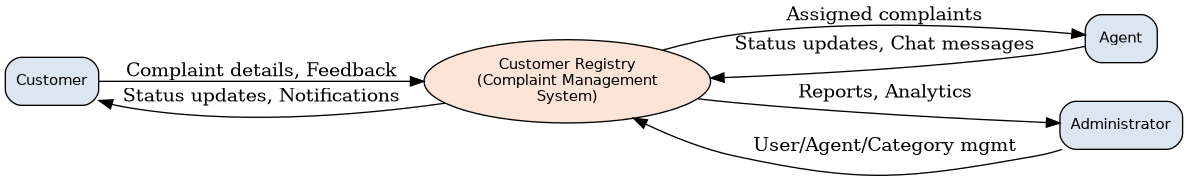 Assigned complaints
Agent
Status updates, Chat messages
Customer Registry
(Complaint Management
System)
Complaint details, Feedback
Customer
Status updates, Notifications
Reports, Analytics
Administrator
User/Agent/Category mgmt